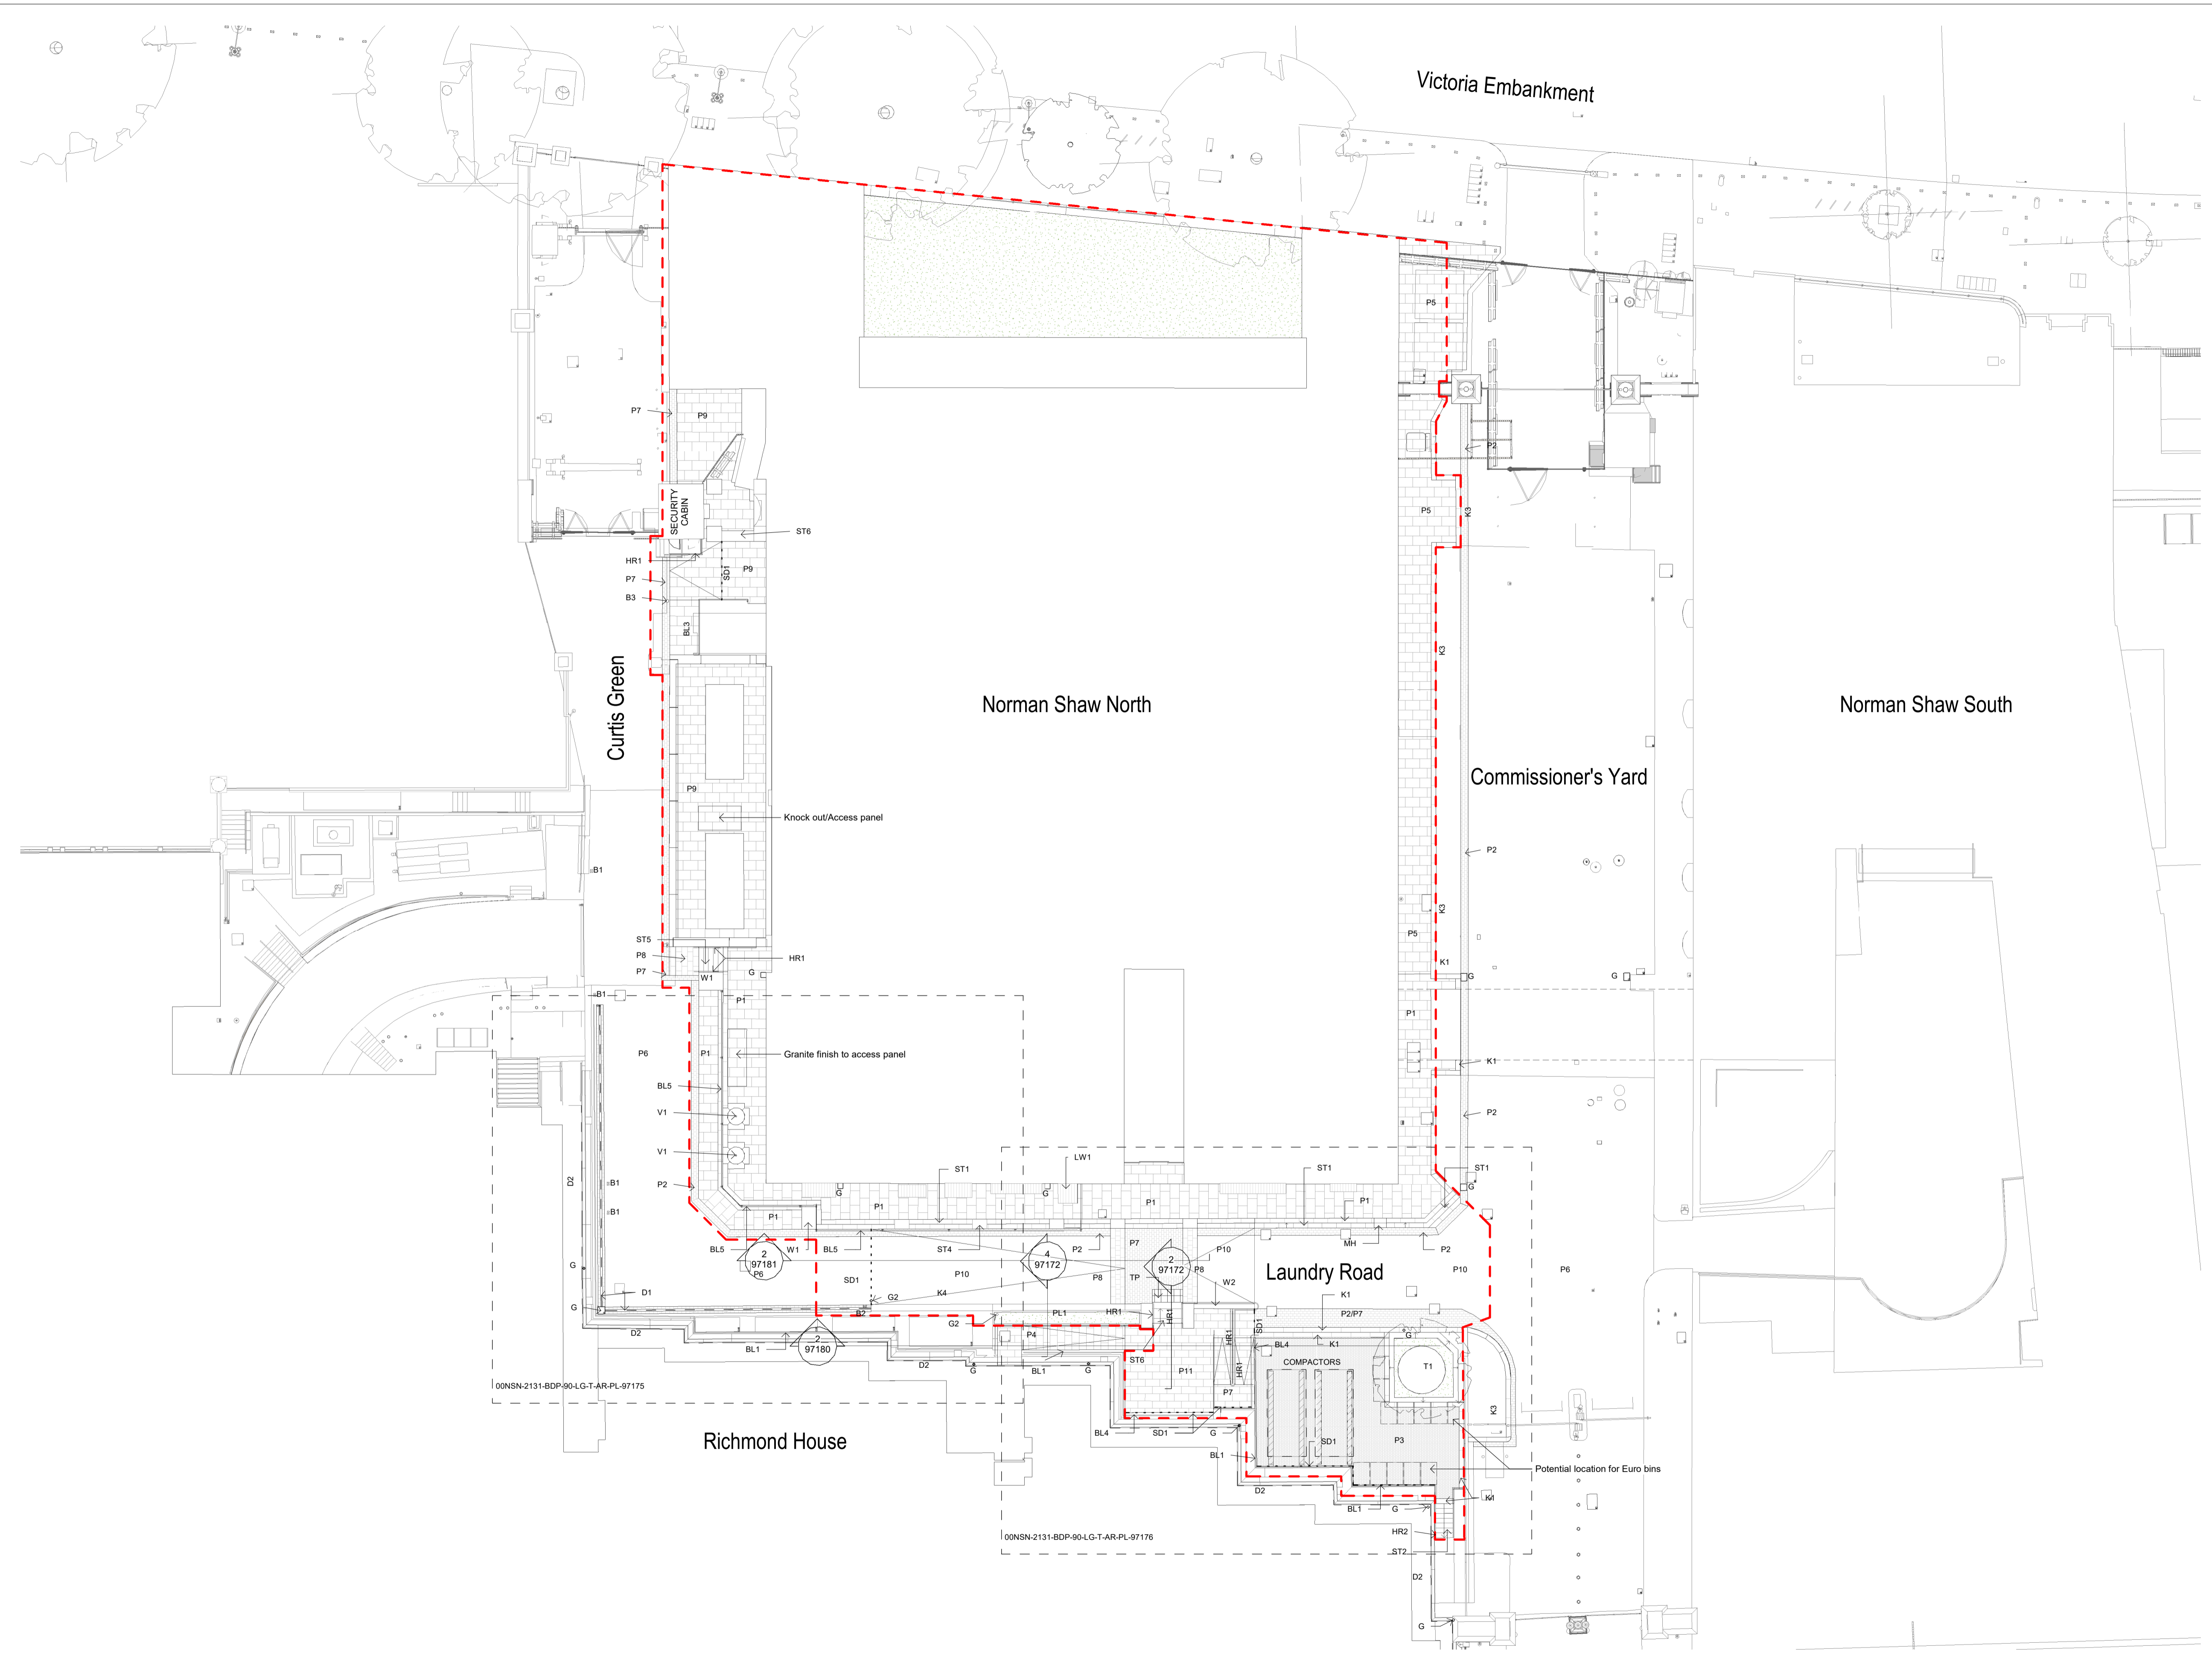 Victoria Embankment
P5
P7
P9
P2
SECURITY
CABIN
ST6
P5
K3
HR1
SD1
P9
P7
B3
BL3
K3
Curtis Green
Norman Shaw North
Norman Shaw South
Commissioner's Yard
P9
Knock out/Access panel
P2
B1
K3
ST5
P5
P8
HR1
K1
P7
W1
G
G
G
B1
P1
P1
P6
P1
Granite finish to access panel
K1
BL5
V1
P2
V1
LW1
ST1
ST1
ST1
D2
B1
P2
G
G
G
B1
P1
P1
P1
P1
BL5
W1
BL5
ST4
P2
P7
P10
MH
P2
2
97181
4
97172
2
97172
P6
SD1
P10
P8
TP
P8
Laundry Road
P10
P6
G
D1
K4
W2
K1
G2
G
B2
PL1
HR1
HR1
SD1
P2/P7
G2
D2
P4
HR1
BL4
K1
G
BL1
2
97180
ST6
COMPACTORS
T1
D2
G
BL1
G
P11
HR1
P7
00NSN-2131-BDP-90-LG-T-AR-PL-97175
K3
BL4
SD1
G
P3
Richmond House
BL1
SD1
Potential location for Euro bins
D2
K1
BL1
G
00NSN-2131-BDP-90-LG-T-AR-PL-97176
HR2
ST2
D2
G